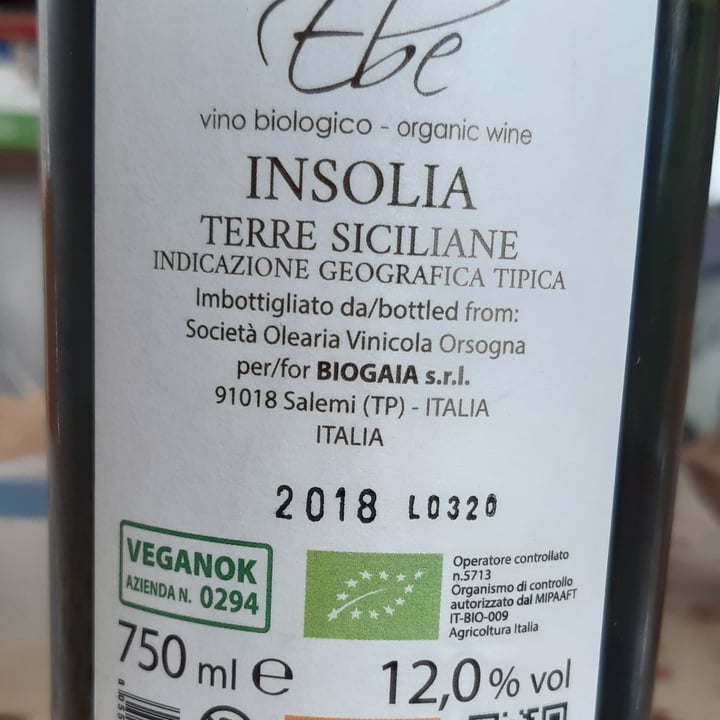 Ebe
vino biologico - organic wine
INSOLIA
TERRE SICILIANE
INDICAZIONE GEOGRAFICA TIPICA
Imbottigliato da/bottled from:
Società Olearia Vinicola Orsogna
per/for BIOGAIA s.r.l.
91018 Salemi (TP) - ITALIA
ITALIA
2018 L0320
VEGANOK
AZIENDA N. 0294
Operatore controllato
n.5713
Organismo di controllo
autorizzato dal MIPAAFT
IT-BIO-009
Agricoltura Italia
750 ml e 12,0 % vol